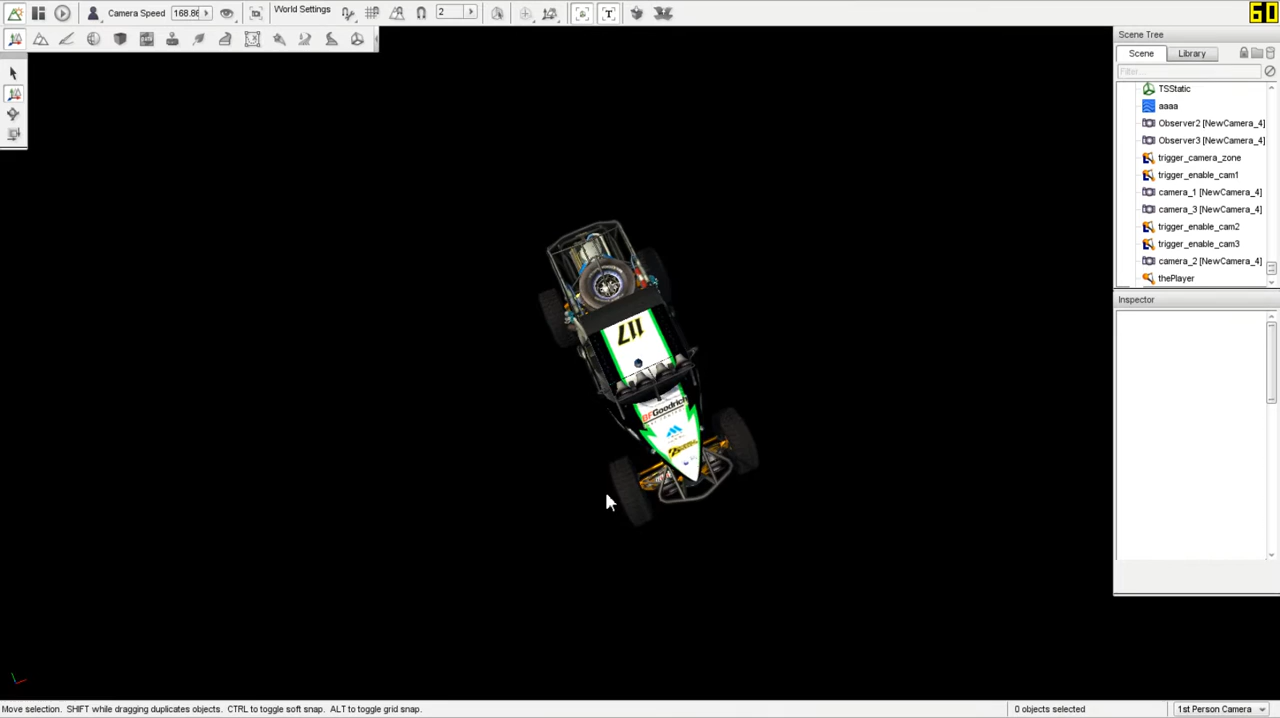 Camera Speed 168.88 World Settings 2 T 60
Scene Tree
Scene Library
Filter...
TSStatic
aaaa
Observer2 [NewCamera_4]
Observer3 [NewCamera_4]
trigger_camera_zone
trigger_enable_cam1
camera_1 [NewCamera_4]
camera_3 [NewCamera_4]
trigger_enable_cam2
trigger_enable_cam3
camera_2 [NewCamera_4]
thePlayer
Inspector
117
BFGoodrich
Move selection. SHIFT while dragging duplicates objects. CTRL to toggle soft snap. ALT to toggle grid snap. 0 objects selected 1st Person Camera